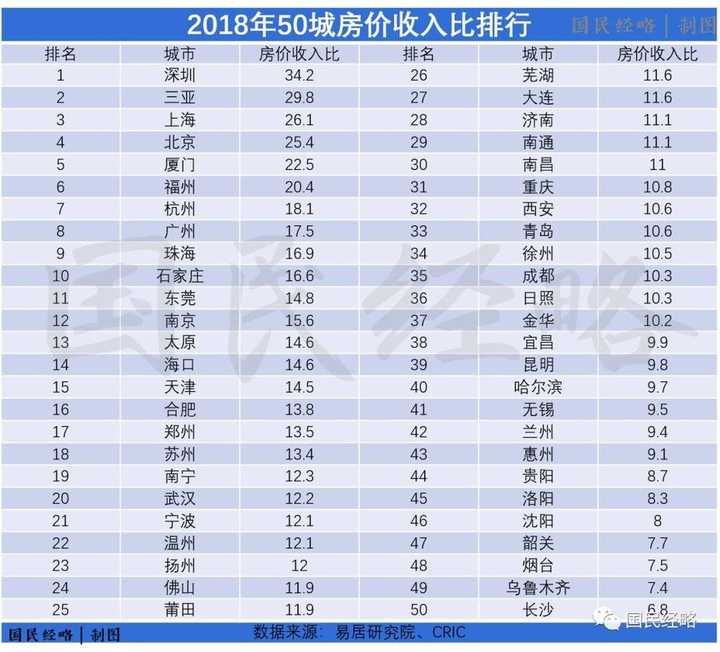 2018年50城房价收入比排行 国民经略 | 制图
排名 城市 房价收入比 排名 城市 房价收入比
1 深圳 34.2 26 芜湖 11.6
2 三亚 29.8 27 大连 11.6
3 上海 26.1 28 济南 11.1
4 北京 25.4 29 南通 11.1
5 厦门 22.5 30 南昌 11
6 福州 20.4 31 重庆 10.8
7 杭州 18.1 32 西安 10.6
8 广州 17.5 33 青岛 10.6
9 珠海 16.9 34 徐州 10.5
10 石家庄 16.6 35 成都 10.3
11 东莞 14.8 36 日照 10.3
12 南京 15.6 37 金华 10.2
13 太原 14.6 38 宜昌 9.9
14 海口 14.6 39 昆明 9.8
15 天津 14.5 40 哈尔滨 9.7
16 合肥 13.8 41 无锡 9.5
17 郑州 13.5 42 兰州 9.4
18 苏州 13.4 43 惠州 9.1
19 南宁 12.3 44 贵阳 8.7
20 武汉 12.2 45 洛阳 8.3
21 宁波 12.1 46 沈阳 8
22 温州 12.1 47 韶关 7.7
23 扬州 12 48 烟台 7.5
24 佛山 11.9 49 乌鲁木齐 7.4
25 莆田 11.9 50 长沙 6.8
国民经略
国民经略 | 制图 数据来源：易居研究院、CRIC 国民经略